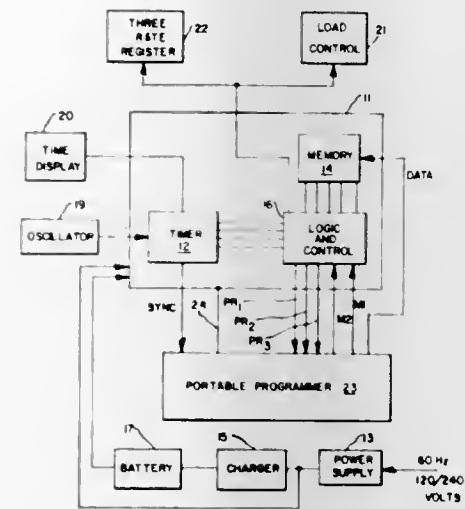 THREE
RATE
REGISTER
22
LOAD
CONTROL
21
11
20
TIME
DISPLAY
MEMORY
14
DATA
19
OSCILLATOR
16
TIMER
12
LOGIC
AND
CONTROL
SYNC
24
PR1
PR2
PR3
M2
M1
PORTABLE PROGRAMMER 23
17
BATTERY
15
CHARGER
13
POWER
SUPPLY
60 Hz
120/240
VOLTS